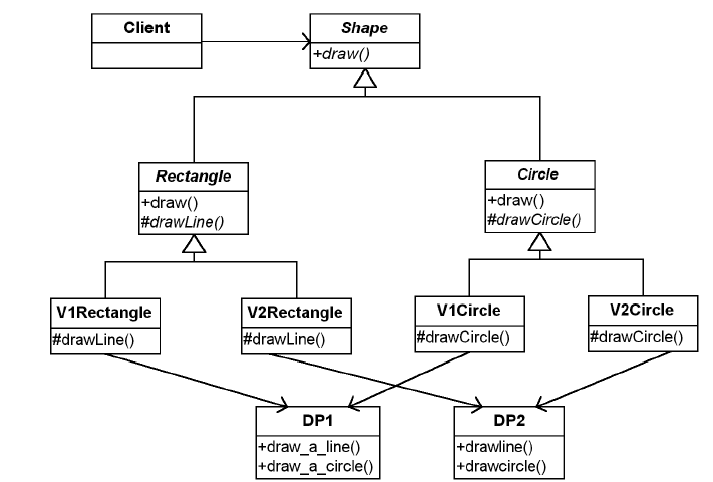 Client
Shape
+draw()
Rectangle
+draw()
#drawLine()
Circle
+draw()
#drawCircle()
V1Rectangle
#drawLine()
V2Rectangle
#drawLine()
V1Circle
#drawCircle()
V2Circle
#drawCircle()
DP1
+draw_a_line()
+draw_a_circle()
DP2
+drawline()
+drawcircle()